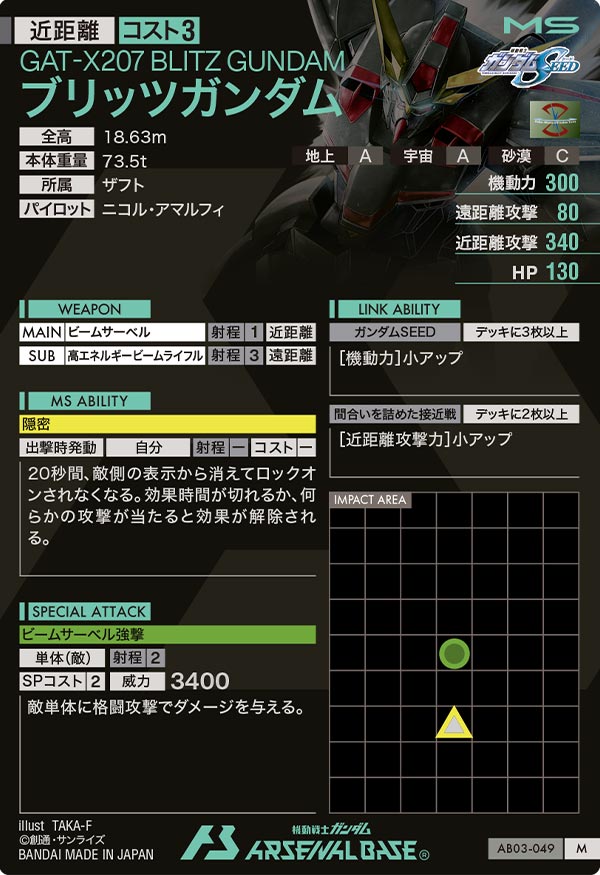 近距離 コスト3 MS
GAT-X207 BLITZ GUNDAM
ブリッツガンダム
機動戦士 ガンダムSEED
全高 18.63m
本体重量 73.5t
所属 ザフト
パイロット ニコル・アマルフィ
地上 A 宇宙 A 砂漠 C
機動力 300
遠距離攻撃 80
近距離攻撃 340
HP 130
WEAPON
MAIN ビームサーベル 射程 1 近距離
SUB 高エネルギービームライフル 射程 3 遠距離
MS ABILITY
隠密
出撃時発動 自分 射程 ー コスト ー
20秒間、敵側の表示から消えてロックオ
ンされなくなる。効果時間が切れるか、何
らかの攻撃が当たると効果が解除され
る。
SPECIAL ATTACK
ビームサーベル強撃
単体(敵) 射程 2
SPコスト 2 威力 3400
敵単体に格闘攻撃でダメージを与える。
LINK ABILITY
ガンダムSEED デッキに3枚以上
[機動力]小アップ
間合いを詰めた接近戦 デッキに2枚以上
[近距離攻撃力]小アップ
IMPACT AREA
illust TAKA-F
©創通・サンライズ
BANDAI MADE IN JAPAN
機動戦士ガンダム
ARSENAL BASE®
AB03-049 M